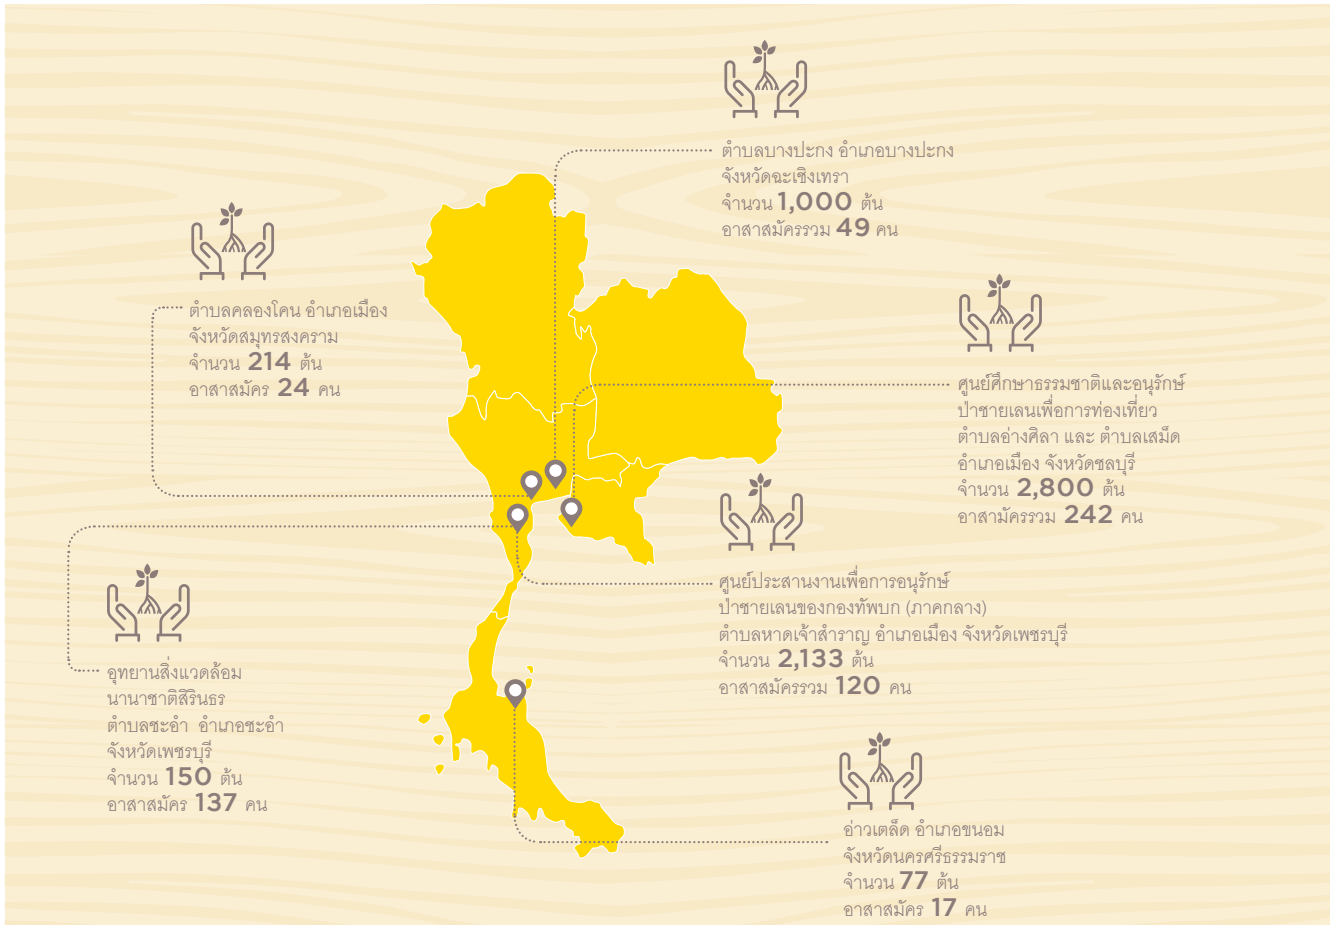 ตำบลบางปะกง อำเภอบางปะกง
จังหวัดฉะเชิงเทรา
จำนวน 1,000 ต้น
อาสาสมัครรวม 49 คน
ตำบลคลองโคน อำเภอเมือง
จังหวัดสมุทรสงคราม
จำนวน 214 ต้น
อาสาสมัคร 24 คน
ศูนย์ศึกษาธรรมชาติและอนุรักษ์
ป่าชายเลนเพื่อการท่องเที่ยว
ตำบลอ่างศิลา และ ตำบลเสม็ด
อำเภอเมือง จังหวัดชลบุรี
จำนวน 2,800 ต้น
อาสามัครรวม 242 คน
ศูนย์ประสานงานเพื่อการอนุรักษ์
ป่าชายเลนของกองทัพบก (ภาคกลาง)
ตำบลหาดเจ้าสำราญ อำเภอเมือง จังหวัดเพชรบุรี
จำนวน 2,133 ต้น
อาสาสมัครรวม 120 คน
อุทยานสิ่งแวดล้อม
นานาชาติสิรินธร
ตำบลชะอำ อำเภอชะอำ
จังหวัดเพชรบุรี
จำนวน 150 ต้น
อาสาสมัคร 137 คน
อ่าวเตล็ด อำเภอขนอม
จังหวัดนครศรีธรรมราช
จำนวน 77 ต้น
อาสาสมัคร 17 คน